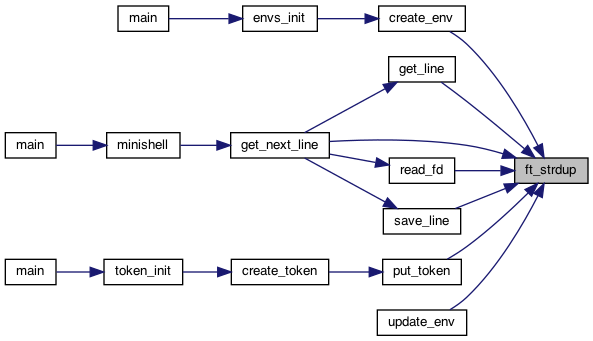 main
envs_init
create_env
get_line
main
minishell
get_next_line
read_fd
ft_strdup
save_line
main
token_init
create_token
put_token
update_env